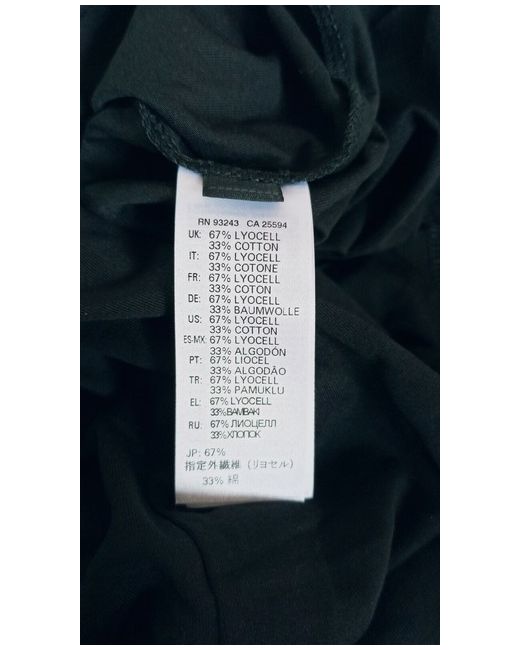 RN 93243 CA 25594
UK: 67% LYOCELL
33% COTTON
IT: 67% LYOCELL
33% COTONE
FR: 67% LYOCELL
33% COTON
DE: 67% LYOCELL
33% BAUMWOLLE
US: 67% LYOCELL
33% COTTON
ES-MX: 67% LYOCELL
33% ALGODÓN
PT: 67% LIOCEL
33% ALGODÃO
TR: 67% LYOCELL
33% PAMUKLU
EL: 67% LYOCELL
33% ΒΑΜΒΑΚΙ
RU: 67% ЛИОЦЕЛЛ
33% ХЛОПОК
JP: 67%
指定外繊維 (リヨセル)
33% 綿